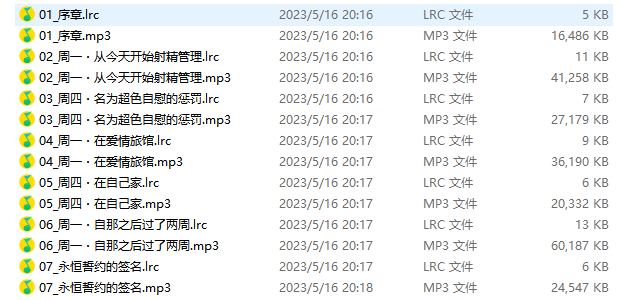 01_序章.lrc 2023/5/16 20:16 LRC 文件 5 KB
01_序章.mp3 2023/5/16 20:16 MP3 文件 16,486 KB
02_周一·从今天开始射精管理.lrc 2023/5/16 20:16 LRC 文件 11 KB
02_周一·从今天开始射精管理.mp3 2023/5/16 20:16 MP3 文件 41,258 KB
03_周四·名为超色自慰的惩罚.lrc 2023/5/16 20:16 LRC 文件 7 KB
03_周四·名为超色自慰的惩罚.mp3 2023/5/16 20:17 MP3 文件 27,179 KB
04_周一·在爱情旅馆.lrc 2023/5/16 20:17 LRC 文件 9 KB
04_周一·在爱情旅馆.mp3 2023/5/16 20:17 MP3 文件 36,190 KB
05_周四·在自己家.lrc 2023/5/16 20:17 LRC 文件 6 KB
05_周四·在自己家.mp3 2023/5/16 20:17 MP3 文件 20,332 KB
06_周一·自那之后过了两周.lrc 2023/5/16 20:17 LRC 文件 13 KB
06_周一·自那之后过了两周.mp3 2023/5/16 20:17 MP3 文件 60,187 KB
07_永恒誓约的签名.lrc 2023/5/16 20:17 LRC 文件 6 KB
07_永恒誓约的签名.mp3 2023/5/16 20:18 MP3 文件 24,547 KB